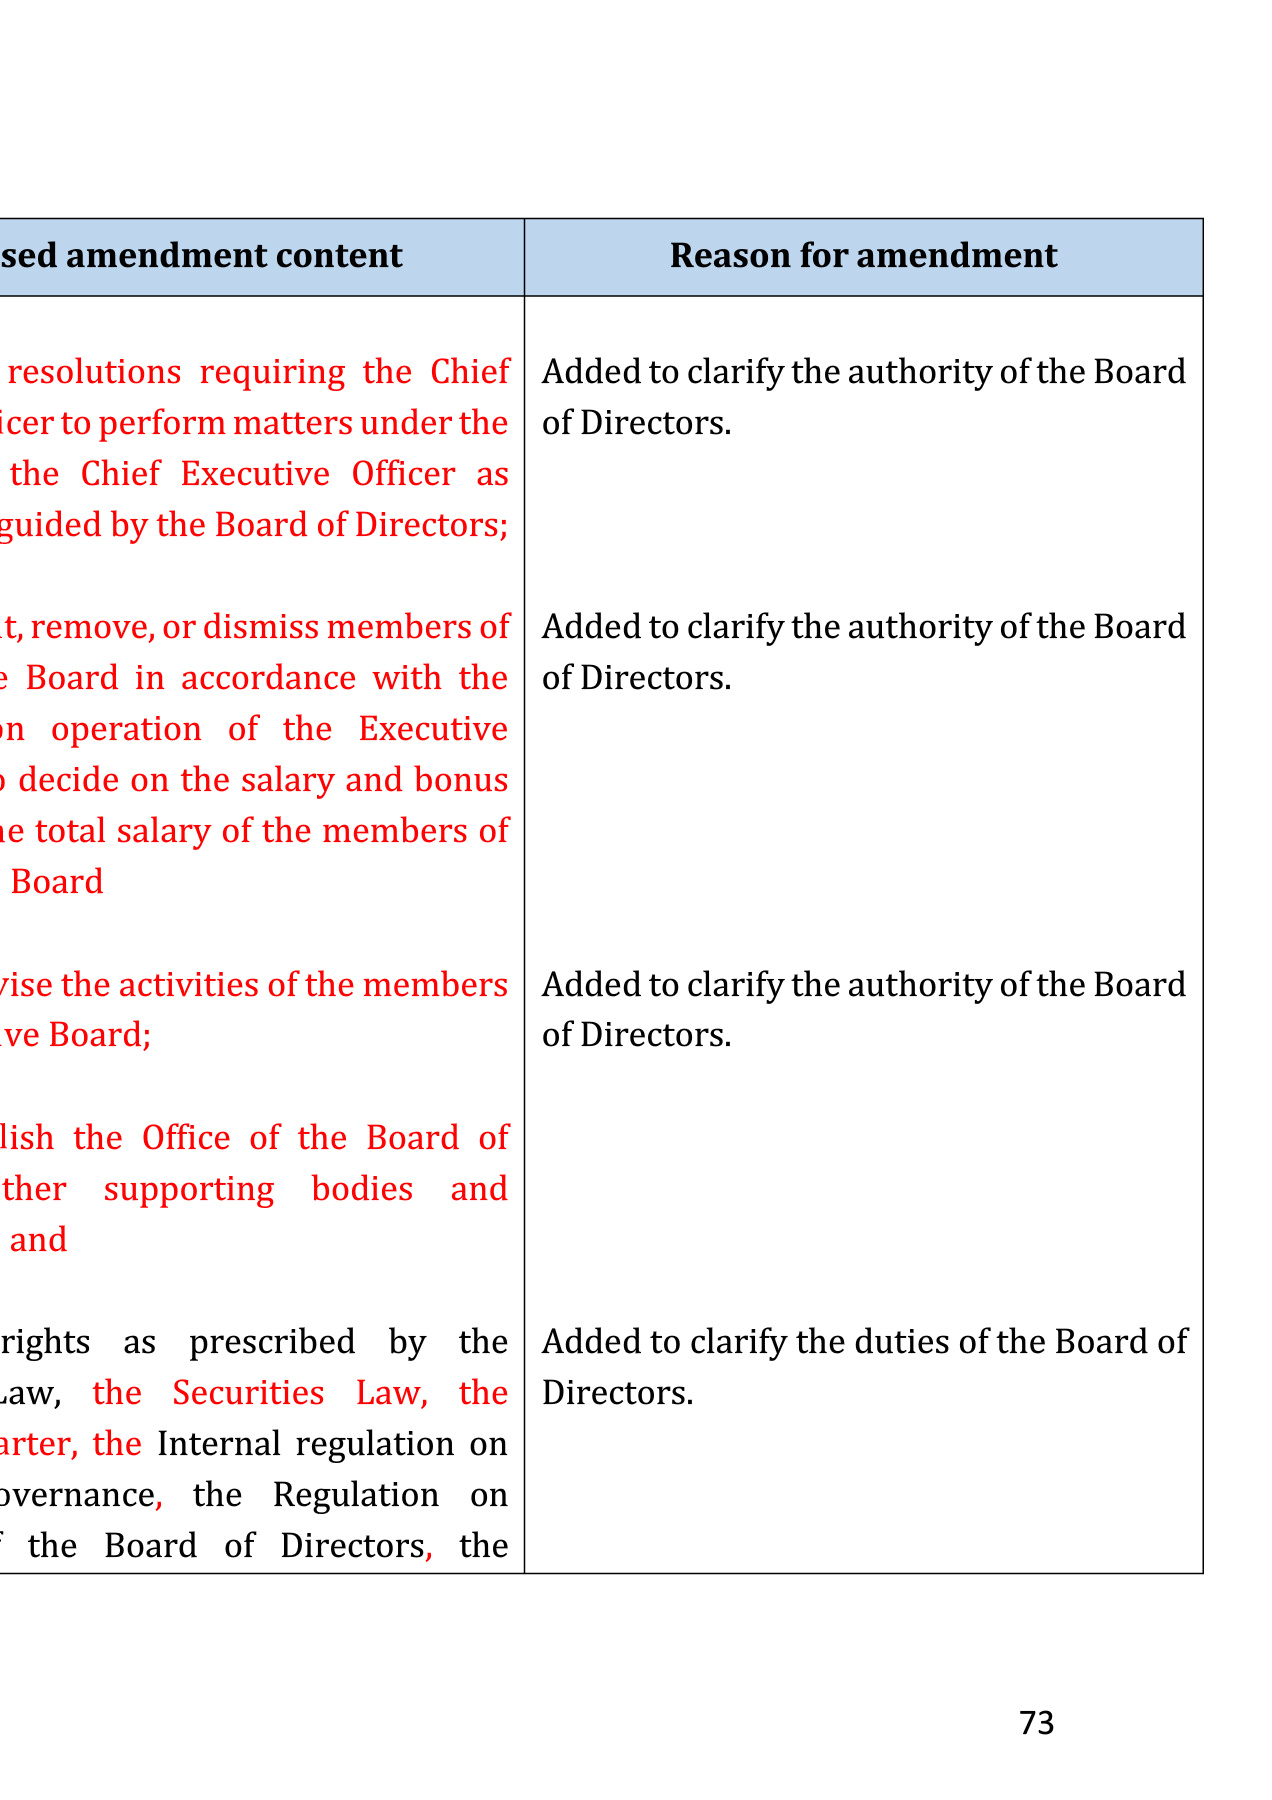 sed amendment content
Reason for amendment
resolutions requiring the Chief
icer to perform matters under the
the Chief Executive Officer as
guided by the Board of Directors;
Added to clarify the authority of the Board
of Directors.
t, remove, or dismiss members of
e Board in accordance with the
on operation of the Executive
o decide on the salary and bonus
he total salary of the members of
Board
Added to clarify the authority of the Board
of Directors.
vise the activities of the members
ive Board;
Added to clarify the authority of the Board
of Directors.
lish the Office of the Board of
ther supporting bodies and
and
rights as prescribed by the
Law, the Securities Law, the
arter, the Internal regulation on
overnance, the Regulation on
f the Board of Directors, the
Added to clarify the duties of the Board of
Directors.
73